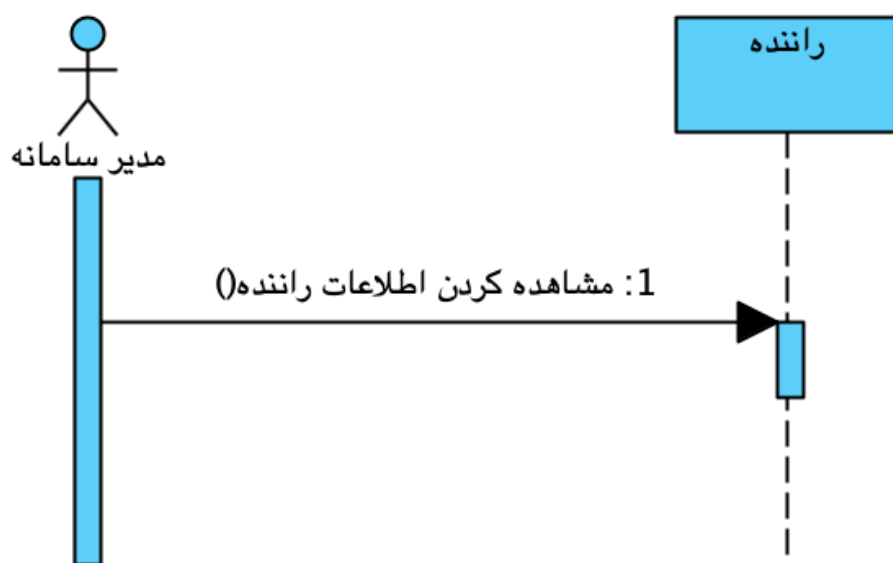 راننده
مدیر سامانه
1: مشاهده کردن اطلاعات راننده()